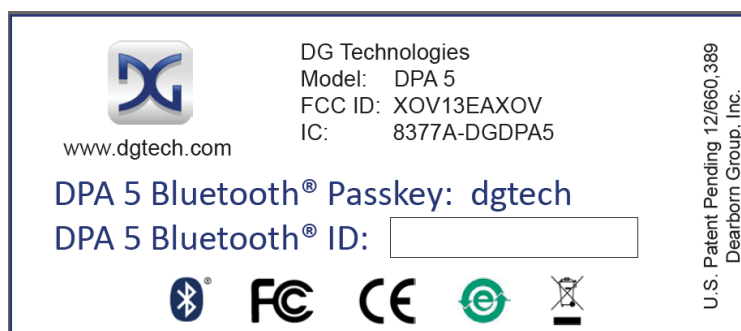 DG Technologies
Model: DPA 5
FCC ID: XOV13EAXOV
IC: 8377A-DGDPA5
www.dgtech.com
DPA 5 Bluetooth® Passkey: dgtech
DPA 5 Bluetooth® ID:
U.S. Patent Pending 12/660,389
Dearborn Group, Inc.